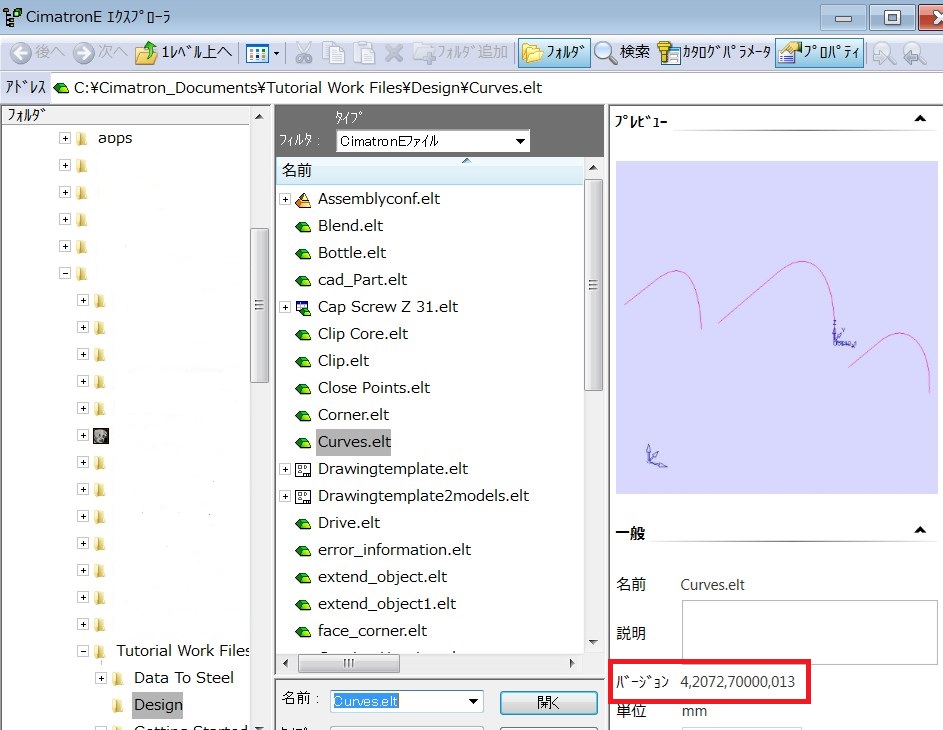 CimatronE ｴｸｽﾌﾟﾛｰﾗ
後へ 次へ 1ﾚﾍﾞﾙ上へ ﾌｫﾙﾀﾞ追加 ﾌｫﾙﾀﾞ 検索 ｶﾀﾛｸﾞﾊﾟﾗﾒｰﾀ ﾌﾟﾛﾊﾟﾃｨ
ｱﾄﾞﾚｽ C:¥Cimatron_Documents¥Tutorial Work Files¥Design¥Curves.elt
ﾌｫﾙﾀﾞ
apps
Tutorial Work Files
Data To Steel
Design
Getting Started
ﾀｲﾌﾟ
ﾌｨﾙﾀ : CimatronEﾌｧｲﾙ
名前
Assemblyconf.elt
Blend.elt
Bottle.elt
cad_Part.elt
Cap Screw Z 31.elt
Clip Core.elt
Clip.elt
Close Points.elt
Corner.elt
Curves.elt
Drawingtemplate.elt
Drawingtemplate2models.elt
Drive.elt
error_information.elt
extend_object.elt
extend_object1.elt
face_corner.elt
名前 : Curves.elt 開く
ﾌﾟﾚﾋﾞｭｰ
Z
Y
一般
名前 Curves.elt
説明
ﾊﾞｰｼﾞｮﾝ 4,2072,70000,013
単位 mm